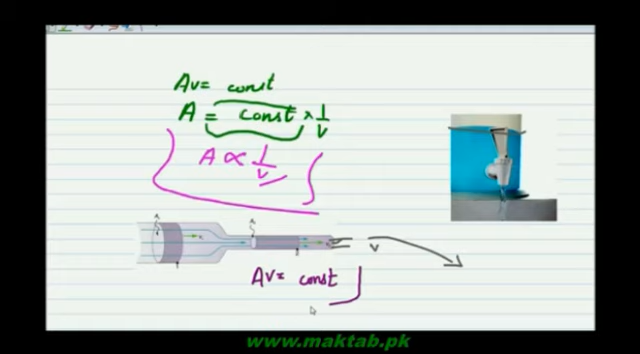 Av = const
A = const × 1/v
A ∝ 1/v
v
Av = const
www.maktab.pk